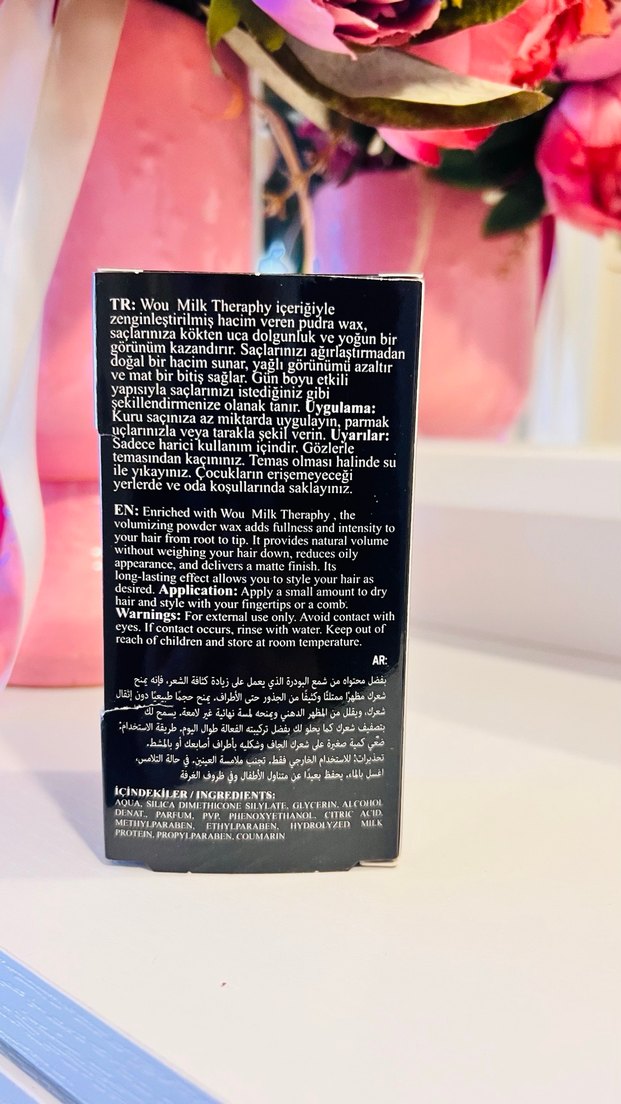 TR: Wou Milk Theraphy içeriğiyle
zenginleştirilmiş hacim veren pudra wax,
saçlarınıza kökten uca dolgunluk ve yoğun bir
görünüm kazandırır. Saçlarınızı ağırlaştırmadan
doğal bir hacim sunar, yağlı görünümü azaltır
ve mat bir bitiş sağlar. Gün boyu etkili
yapısıyla saçlarınızı istediğiniz gibi
şekillendirmenize olanak tanır. Uygulama:
Kuru saçınıza az miktarda uygulayın, parmak
uçlarınızla veya tarakla şekil verin. Uyarılar:
Sadece harici kullanım içindir. Gözlerle
temasından kaçınınız. Temas olması halinde su
ile yıkayınız. Çocukların erişemeyeceği
yerlerde ve oda koşullarında saklayınız.
EN: Enriched with Wou Milk Theraphy , the
volumizing powder wax adds fullness and intensity to
your hair from root to tip. It provides natural volume
without weighing your hair down, reduces oily
appearance, and delivers a matte finish. Its
long-lasting effect allows you to style your hair as
desired. Application: Apply a small amount to dry
hair and style with your fingertips or a comb.
Warnings: For external use only. Avoid contact with
eyes. If contact occurs, rinse with water. Keep out of
reach of children and store at room temperature.
AR:
بفضل محتواه من شمع البودرة الذي يعمل على زيادة كثافة الشعر، فإنه يمنح
شعرك مظهرًا ممتلئًا وكثيفًا من الجذور حتى الأطراف. يمنح حجمًا طبيعيًا دون إثقال
شعرك، ويقلل من المظهر الدهني ويمنحه لمسة نهائية غير لامعة. يسمح لك
بتصفيف شعرك كما يحلو لك بفضل تركيبته الفعالة طوال اليوم. طريقة الاستخدام:
ضعي كمية صغيرة على شعرك الجاف وشكليه بأطراف أصابعك أو بالمشط.
تحذيرات: للاستخدام الخارجي فقط. تجنب ملامسة العينين. في حالة التلامس،
اغسل بالماء. يحفظ بعيدًا عن متناول الأطفال وفي ظروف الغرفة
İÇİNDEKİLER / INGREDIENTS:
AQUA, SILICA DIMETHICONE SILYLATE, GLYCERIN, ALCOHOL
DENAT., PARFUM, PVP, PHENOXYETHANOL, CITRIC ACID,
METHYLPARABEN, ETHYLPARABEN, HYDROLYZED MILK
PROTEIN, PROPYLPARABEN, COUMARIN